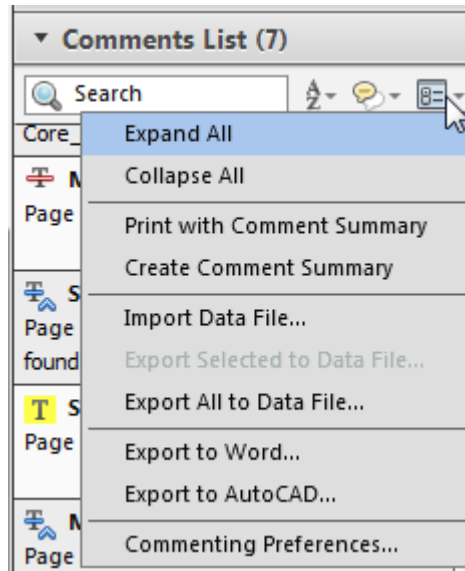 Comments List (7)
Search
Core_
Expand All
Collapse All
Page
Print with Comment Summary
Create Comment Summary
S
Page
Import Data File...
found
Export Selected to Data File...
T S
Export All to Data File...
Page
Export to Word...
Export to AutoCAD...
Page
Commenting Preferences...